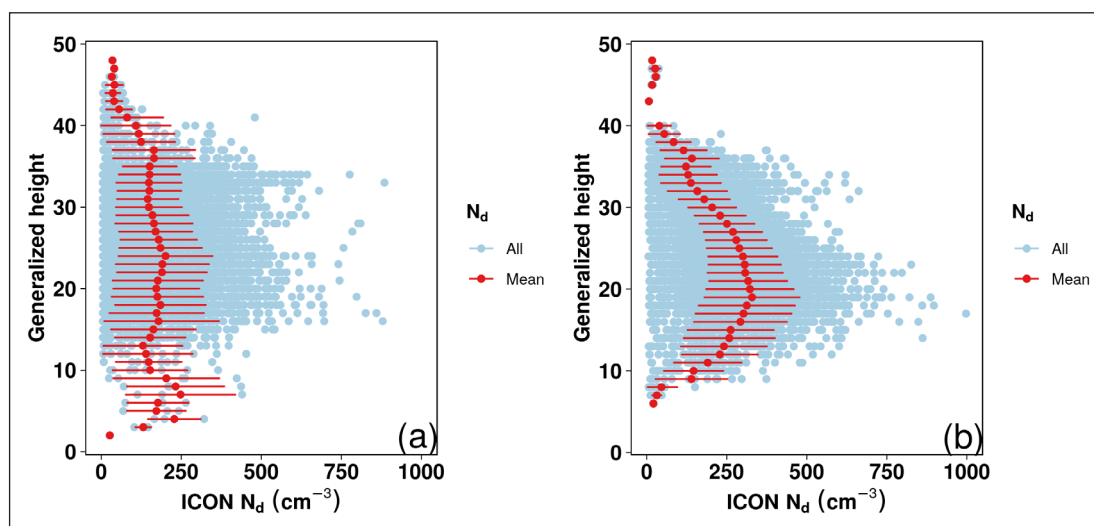 50
40
30
20
10
0
Generalized height
0 250 500 750 1000
ICON N_d (cm⁻³)
(a)
N_d
All
Mean
50
40
30
20
10
0
Generalized height
0 250 500 750 1000
ICON N_d (cm⁻³)
(b)
N_d
All
Mean